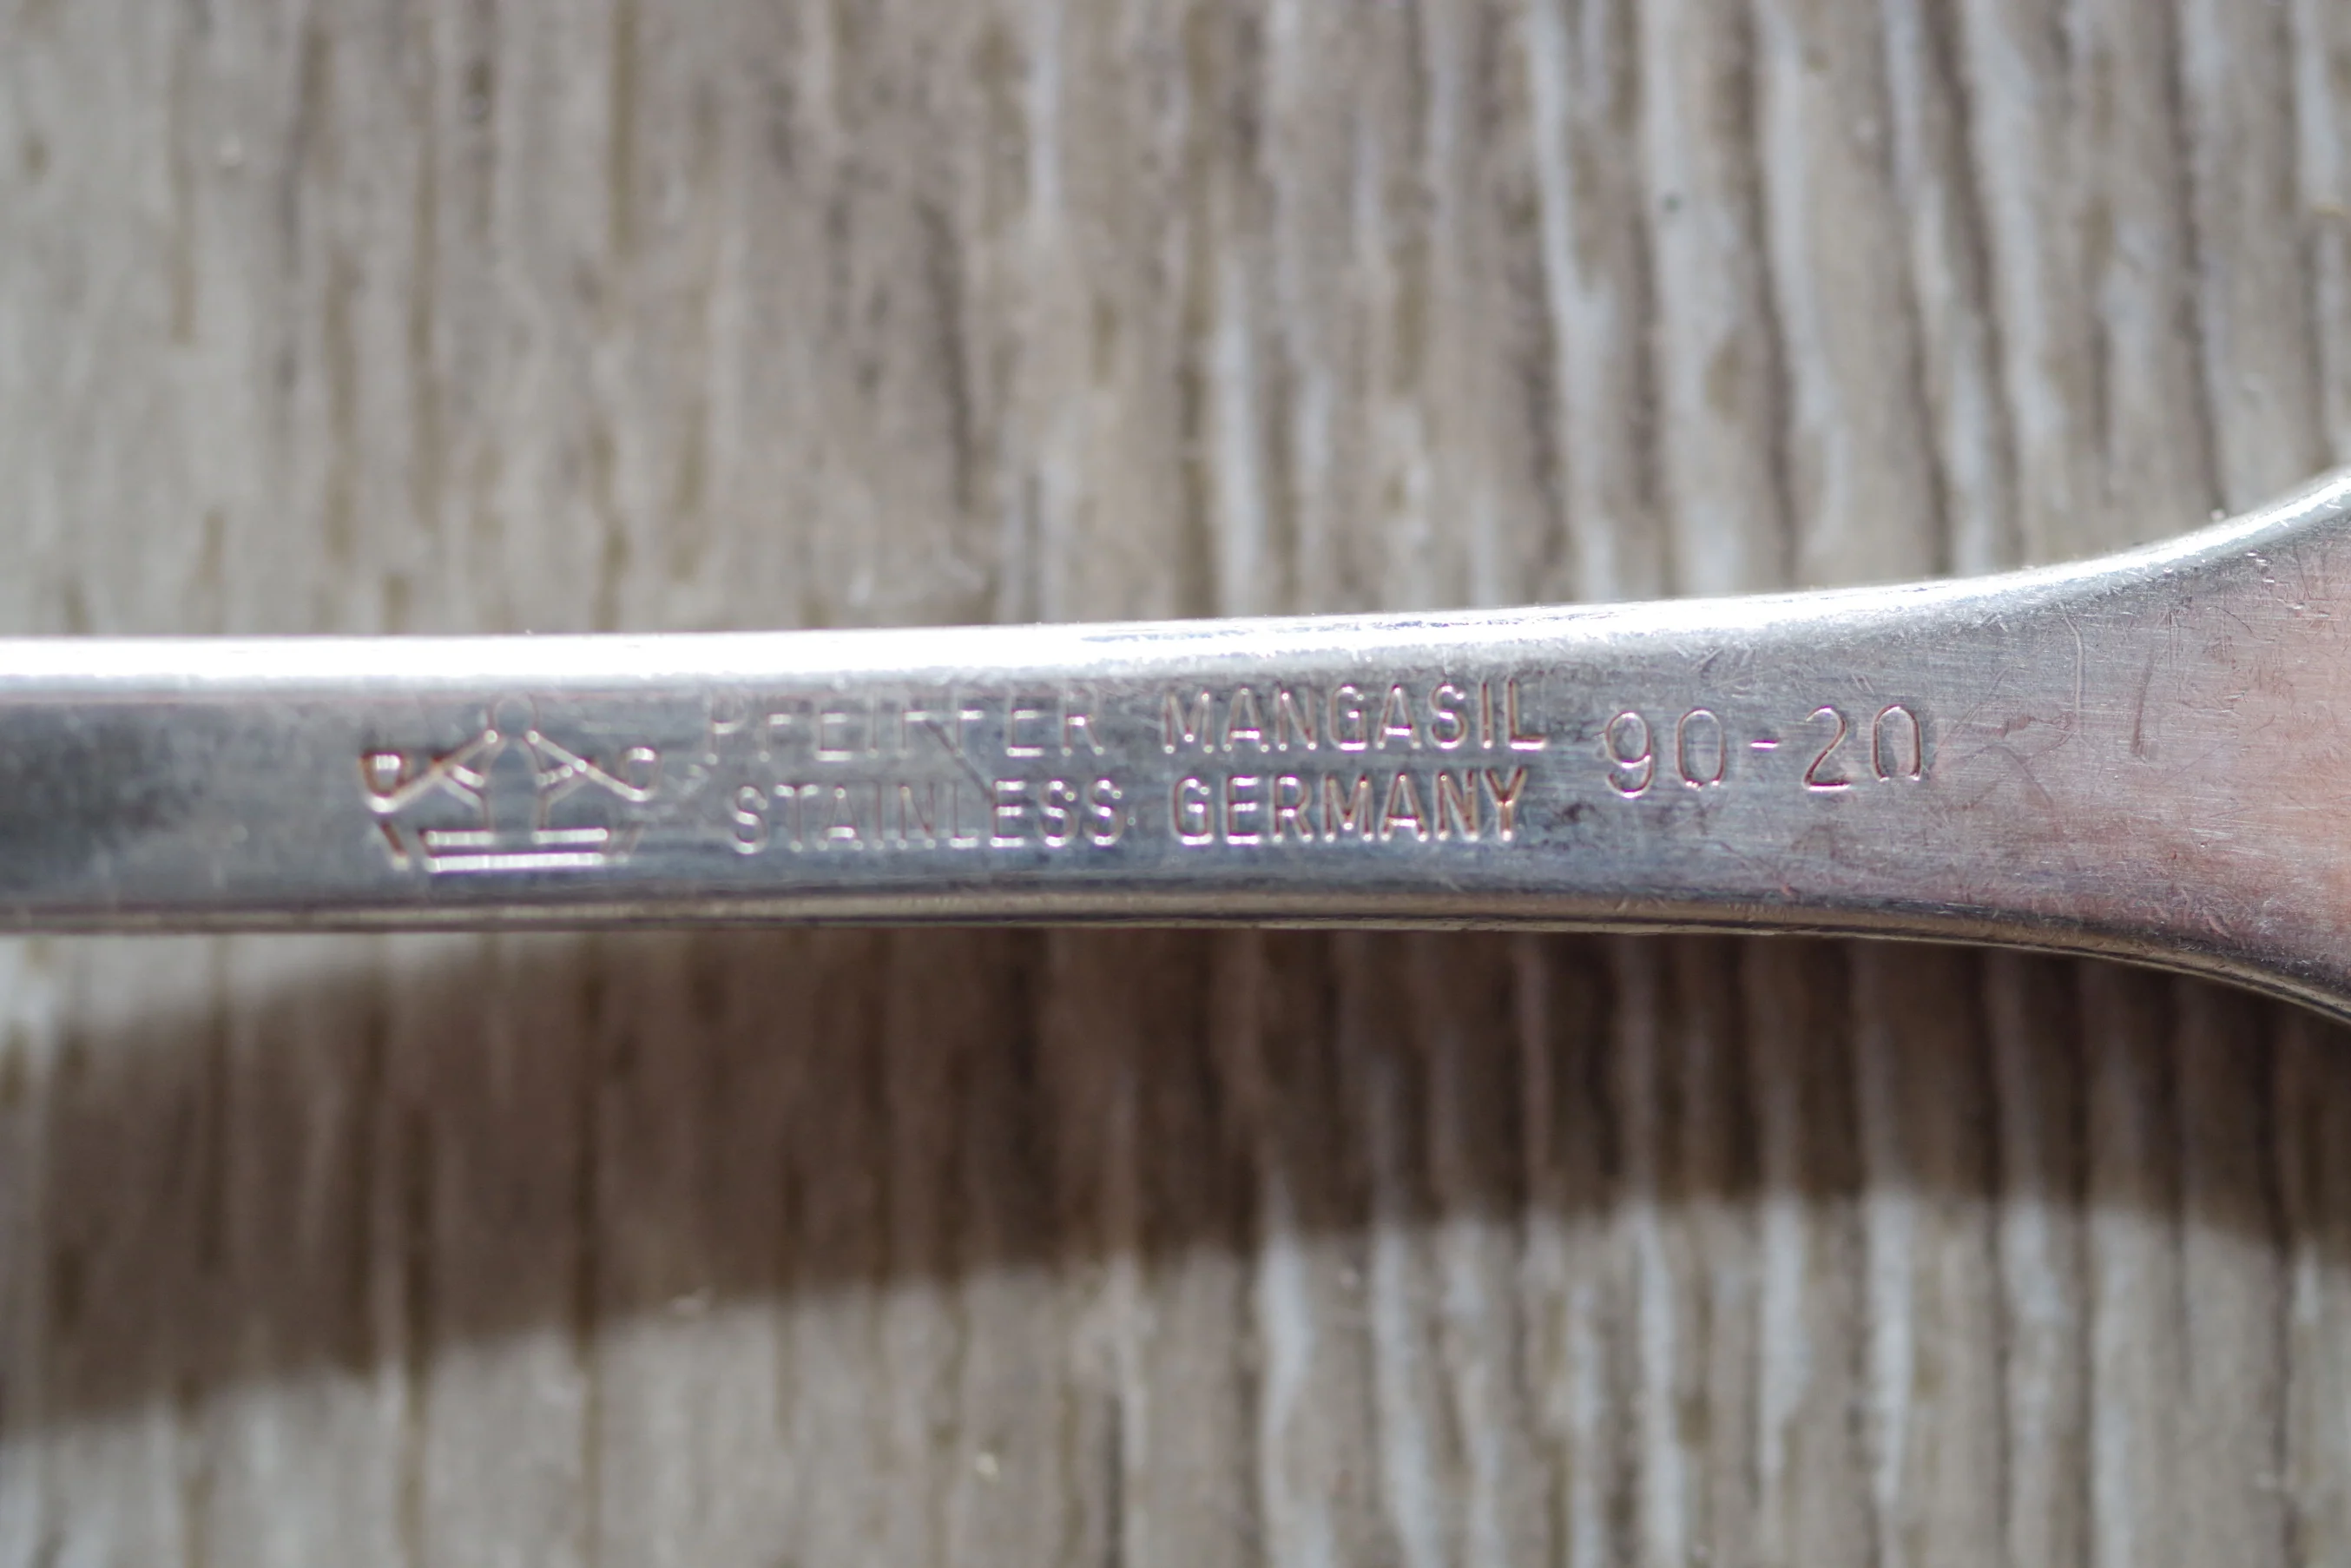 PFEIFFER MANGASIL 90-20
STAINLESS GERMANY